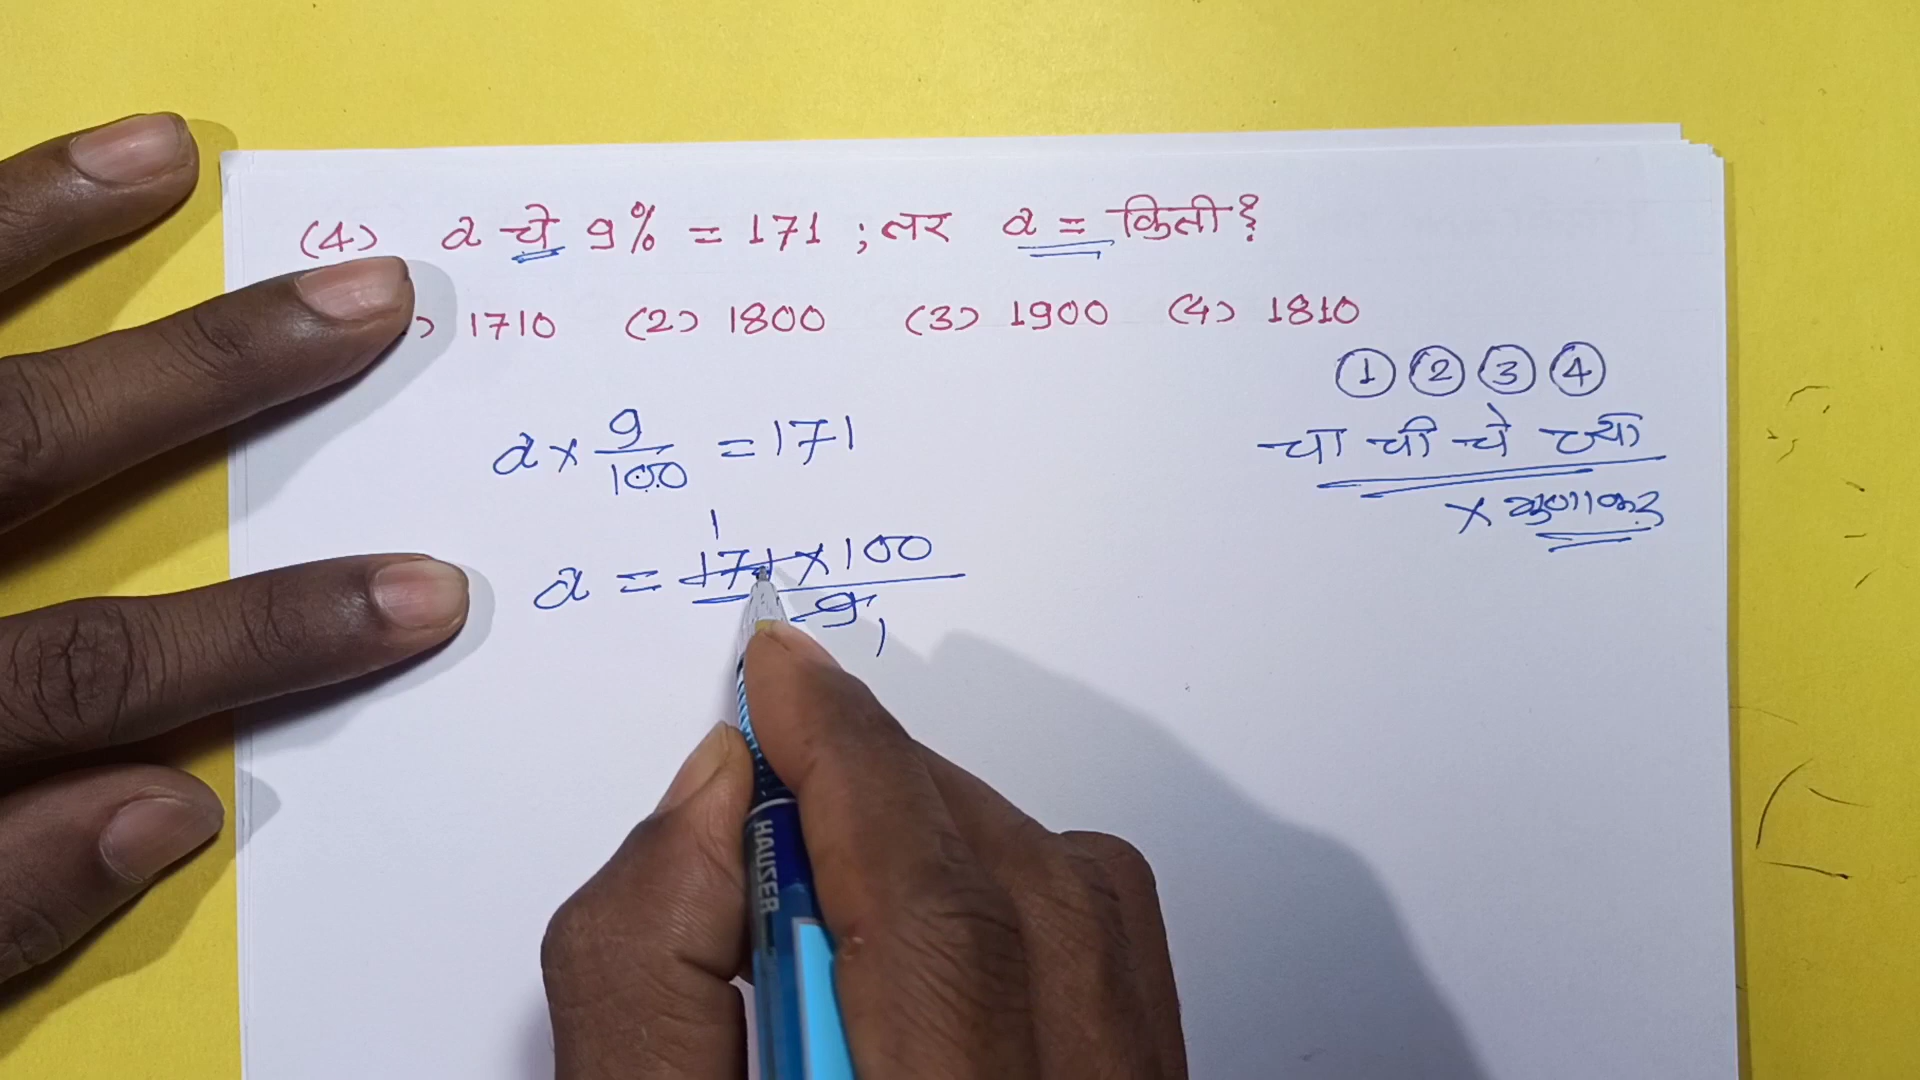 (4) a चे 9% = 171 ; तर a = किती ?
) 1710 (2) 1800 (3) 1900 (4) 1810
① ② ③ ④
चा ची चे च्या
× गुणाकार
a × 9/100 = 171
1
a = 171 × 100 / 9
1
HAUSER